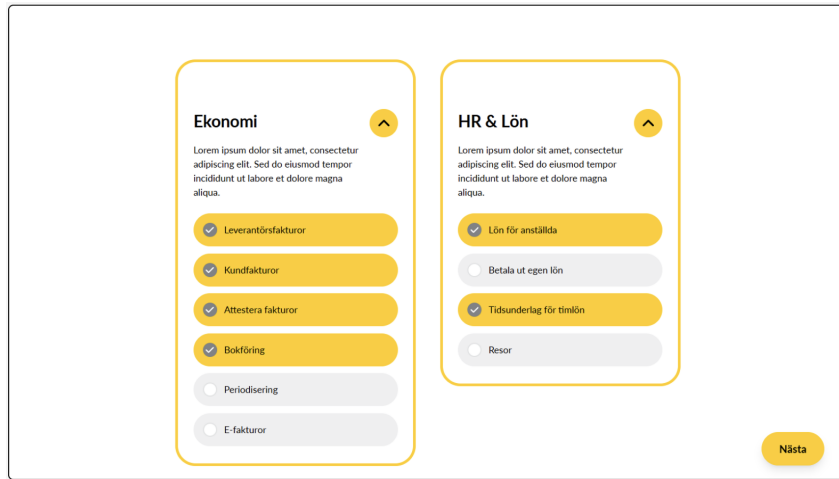 Ekonomi
Lorem ipsum dolor sit amet, consectetur
adipiscing elit. Sed do eiusmod tempor
incididunt ut labore et dolore magna
aliqua.
Leverantörsfakturor
Kundfakturor
Attestera fakturor
Bokföring
Periodisering
E-fakturor
HR & Lön
Lorem ipsum dolor sit amet, consectetur
adipiscing elit. Sed do eiusmod tempor
incididunt ut labore et dolore magna
aliqua.
Lön för anställda
Betala ut egen lön
Tidsunderlag för timlön
Resor
Nästa